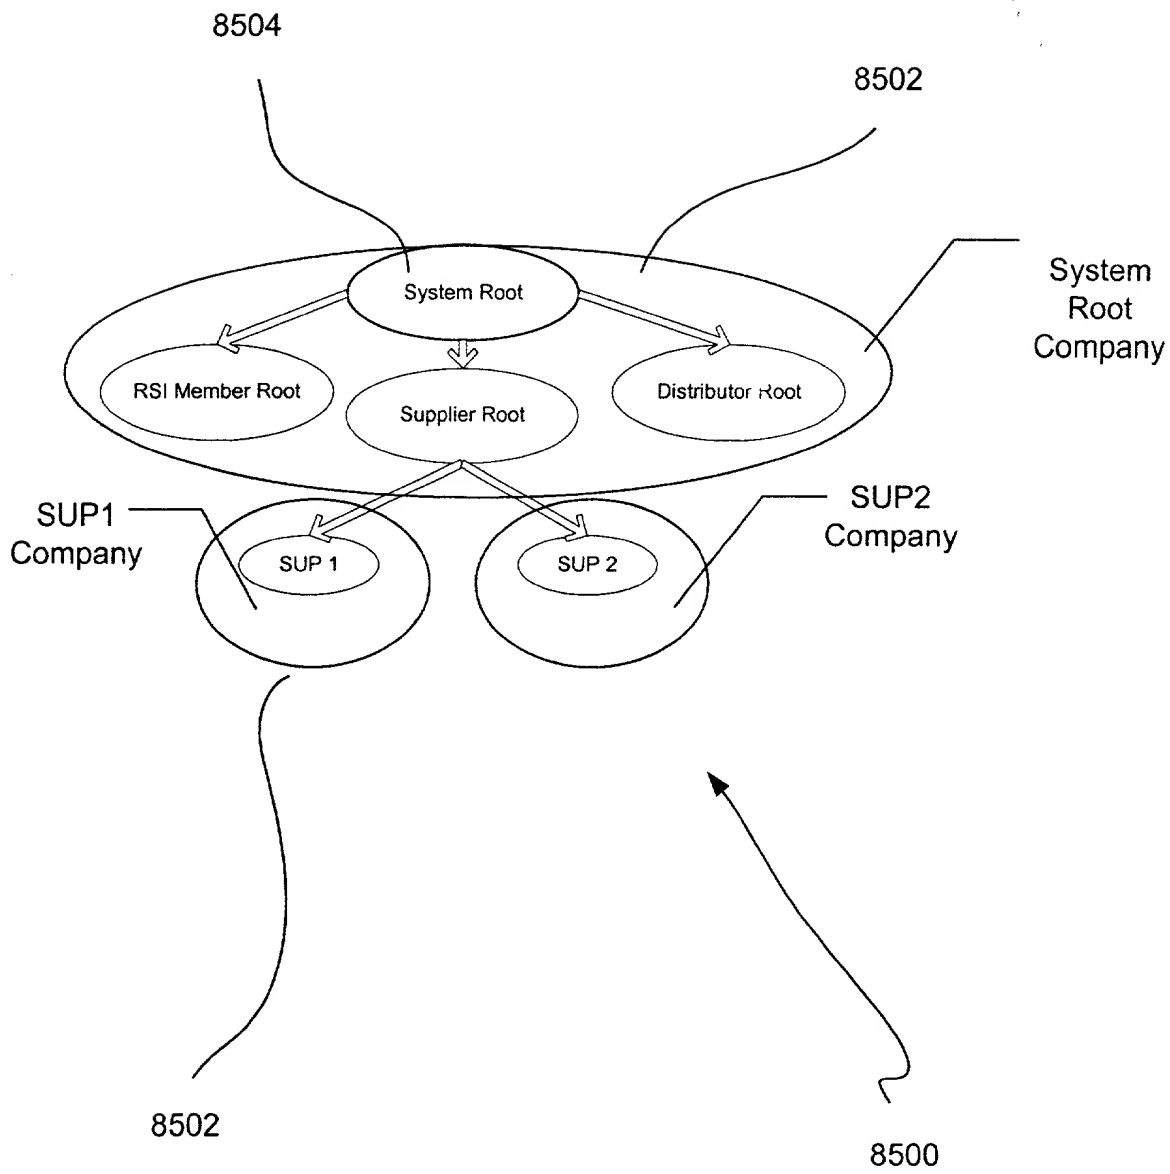 8504
8502
System Root
System
Root
Company
RSI Member Root
Supplier Root
Distributor Root
SUP1
Company
SUP2
Company
SUP 1
SUP 2
8502
8500